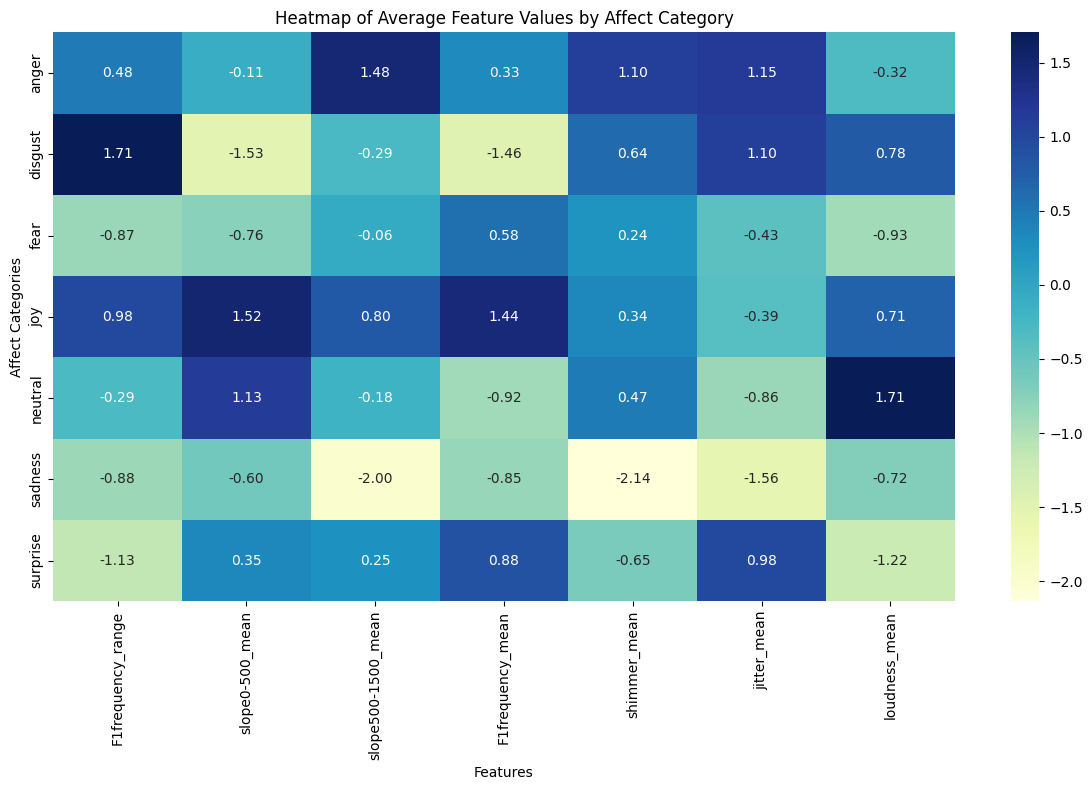 Heatmap of Average Feature Values by Affect Category
Affect Categories
anger 0.48 -0.11 1.48 0.33 1.10 1.15 -0.32
disgust 1.71 -1.53 -0.29 -1.46 0.64 1.10 0.78
fear -0.87 -0.76 -0.06 0.58 0.24 -0.43 -0.93
joy 0.98 1.52 0.80 1.44 0.34 -0.39 0.71
neutral -0.29 1.13 -0.18 -0.92 0.47 -0.86 1.71
sadness -0.88 -0.60 -2.00 -0.85 -2.14 -1.56 -0.72
surprise -1.13 0.35 0.25 0.88 -0.65 0.98 -1.22
F1frequency_range
slope0-500_mean
slope500-1500_mean
F1frequency_mean
shimmer_mean
jitter_mean
loudness_mean
Features
1.5
1.0
0.5
0.0
−0.5
−1.0
−1.5
−2.0